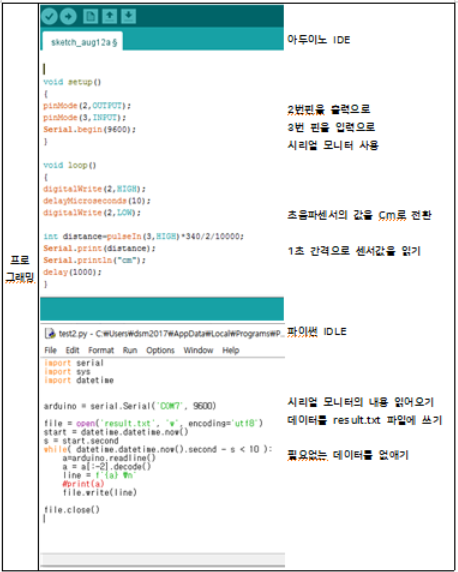 sketch_aug12a §
아두이노 IDE
void setup()
{
pinMode(2,OUTPUT);
2번핀을 출력으로
pinMode(3,INPUT);
3번 핀을 입력으로
Serial.begin(9600);
시리얼 모니터 사용
}
void loop()
{
digitalWrite(2,HIGH);
delayMicroseconds(10);
digitalWrite(2,LOW);
초음파센서의 값을 Cm로 전환
int distance=pulseIn(3,HIGH)*340/2/10000;
Serial.print(distance);
1초 간격으로 센서값을 읽기
Serial.println("cm");
프로
그래밍
delay(1000);
}
test2.py - C:₩Users₩dsm2017₩AppData₩Local₩Programs₩P...
파이썬 IDLE
File Edit Format Run Options Window Help
import serial
import sys
import datetime
arduino = serial.Serial('COM7', 9600)
시리얼 모니터의 내용 읽어오기
file = open('result.txt', 'w', encoding='utf8')
데이터를 result.txt 파일에 쓰기
start = datetime.datetime.now()
s = start.second
while( datetime.datetime.now().second - s < 10 ):
필요없는 데이터를 없애기
a=arduino.readline()
a = a[:-2].decode()
line = f'{a} ₩n'
#print(a)
file.write(line)
file.close()